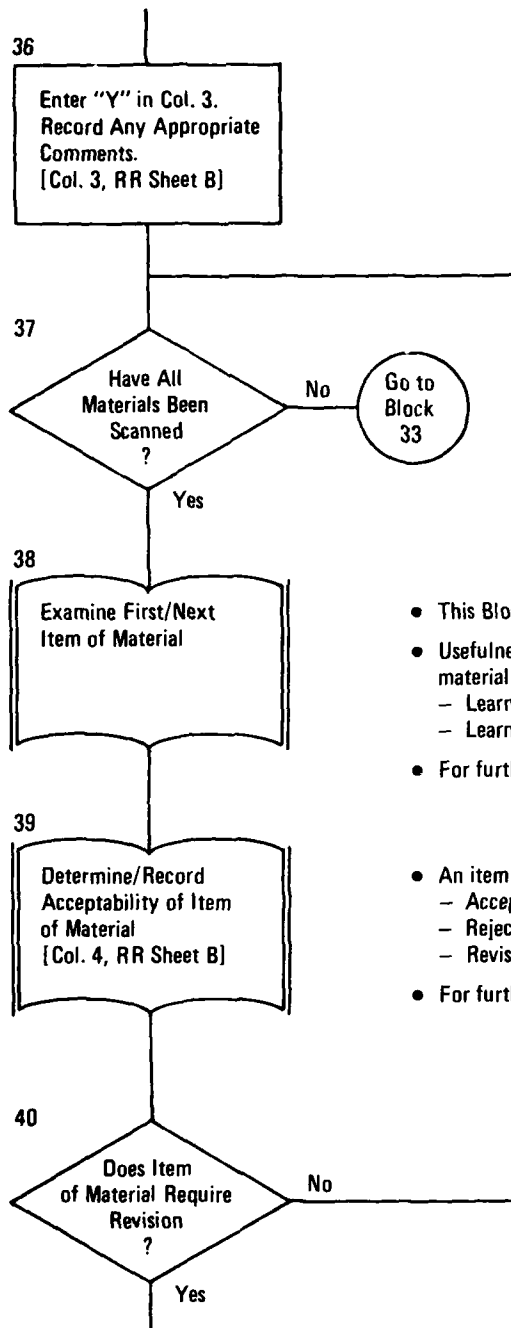 36
Enter "Y" in Col. 3.
Record Any Appropriate
Comments.
[Col. 3, RR Sheet B]
37
Have All
Materials Been
Scanned
?
No
Go to
Block
33
Yes
38
Examine First/Next
Item of Material
• This Blo
• Usefulne
material
– Learn
– Learn
• For furt
39
Determine/Record
Acceptability of Item
of Material
[Col. 4, RR Sheet B]
• An item
– Accep
– Rejec
– Revis
• For furt
40
Does Item
of Material Require
Revision
?
No
Yes